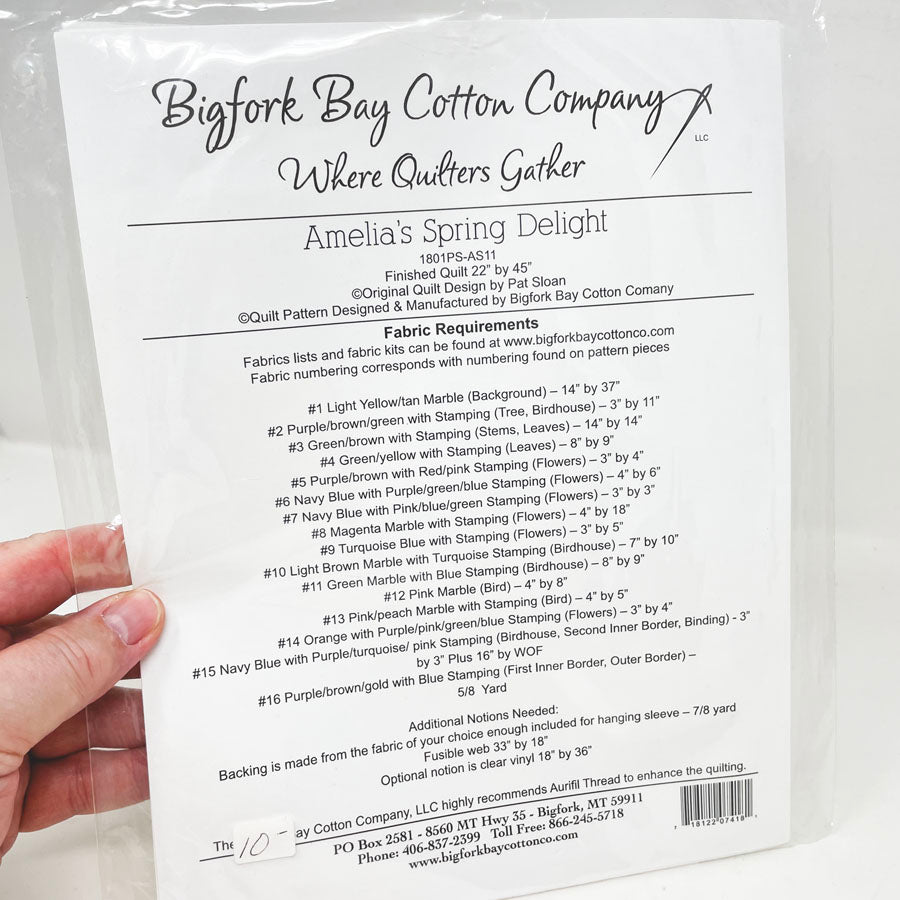 Bigfork Bay Cotton Company
LLC
Where Quilters Gather
Amelia's Spring Delight
1801PS-AS11
Finished Quilt 22" by 45"
©Original Quilt Design by Pat Sloan
©Quilt Pattern Designed & Manufactured by Bigfork Bay Cotton Comany
Fabric Requirements
Fabrics lists and fabric kits can be found at www.bigforkbaycottonco.com
Fabric numbering corresponds with numbering found on pattern pieces
#1 Light Yellow/tan Marble (Background) – 14" by 37"
#2 Purple/brown/green with Stamping (Tree, Birdhouse) – 3" by 11"
#3 Green/brown with Stamping (Stems, Leaves) – 14" by 14"
#4 Green/yellow with Stamping (Leaves) – 8" by 9"
#5 Purple/brown with Red/pink Stamping (Flowers) – 3" by 4"
#6 Navy Blue with Purple/green/blue Stamping (Flowers) – 4" by 6"
#7 Navy Blue with Pink/blue/green Stamping (Flowers) – 3" by 3"
#8 Magenta Marble with Stamping (Flowers) – 4" by 18"
#9 Turquoise Blue with Stamping (Flowers) – 3" by 5"
#10 Light Brown Marble with Turquoise Stamping (Birdhouse) – 7" by 10"
#11 Green Marble with Blue Stamping (Birdhouse) – 8" by 9"
#12 Pink Marble (Bird) – 4" by 8"
#13 Pink/peach Marble with Stamping (Bird) – 4" by 5"
#14 Orange with Purple/pink/green/blue Stamping (Flowers) – 3" by 4"
#15 Navy Blue with Purple/turquoise/ pink Stamping (Birdhouse, Second Inner Border, Binding) - 3"
by 3" Plus 16" by WOF
#16 Purple/brown/gold with Blue Stamping (First Inner Border, Outer Border) –
5/8 Yard
Additional Notions Needed:
Backing is made from the fabric of your choice enough included for hanging sleeve – 7/8 yard
Fusible web 33" by 18"
Optional notion is clear vinyl 18" by 36"
The ay Cotton Company, LLC highly recommends Aurifil Thread to enhance the quilting.
10-
PO Box 2581 - 8560 MT Hwy 35 - Bigfork, MT 59911
Phone: 406-837-2399 Toll Free: 866-245-5718
www.bigforkbaycottonco.com
7 18122 07418